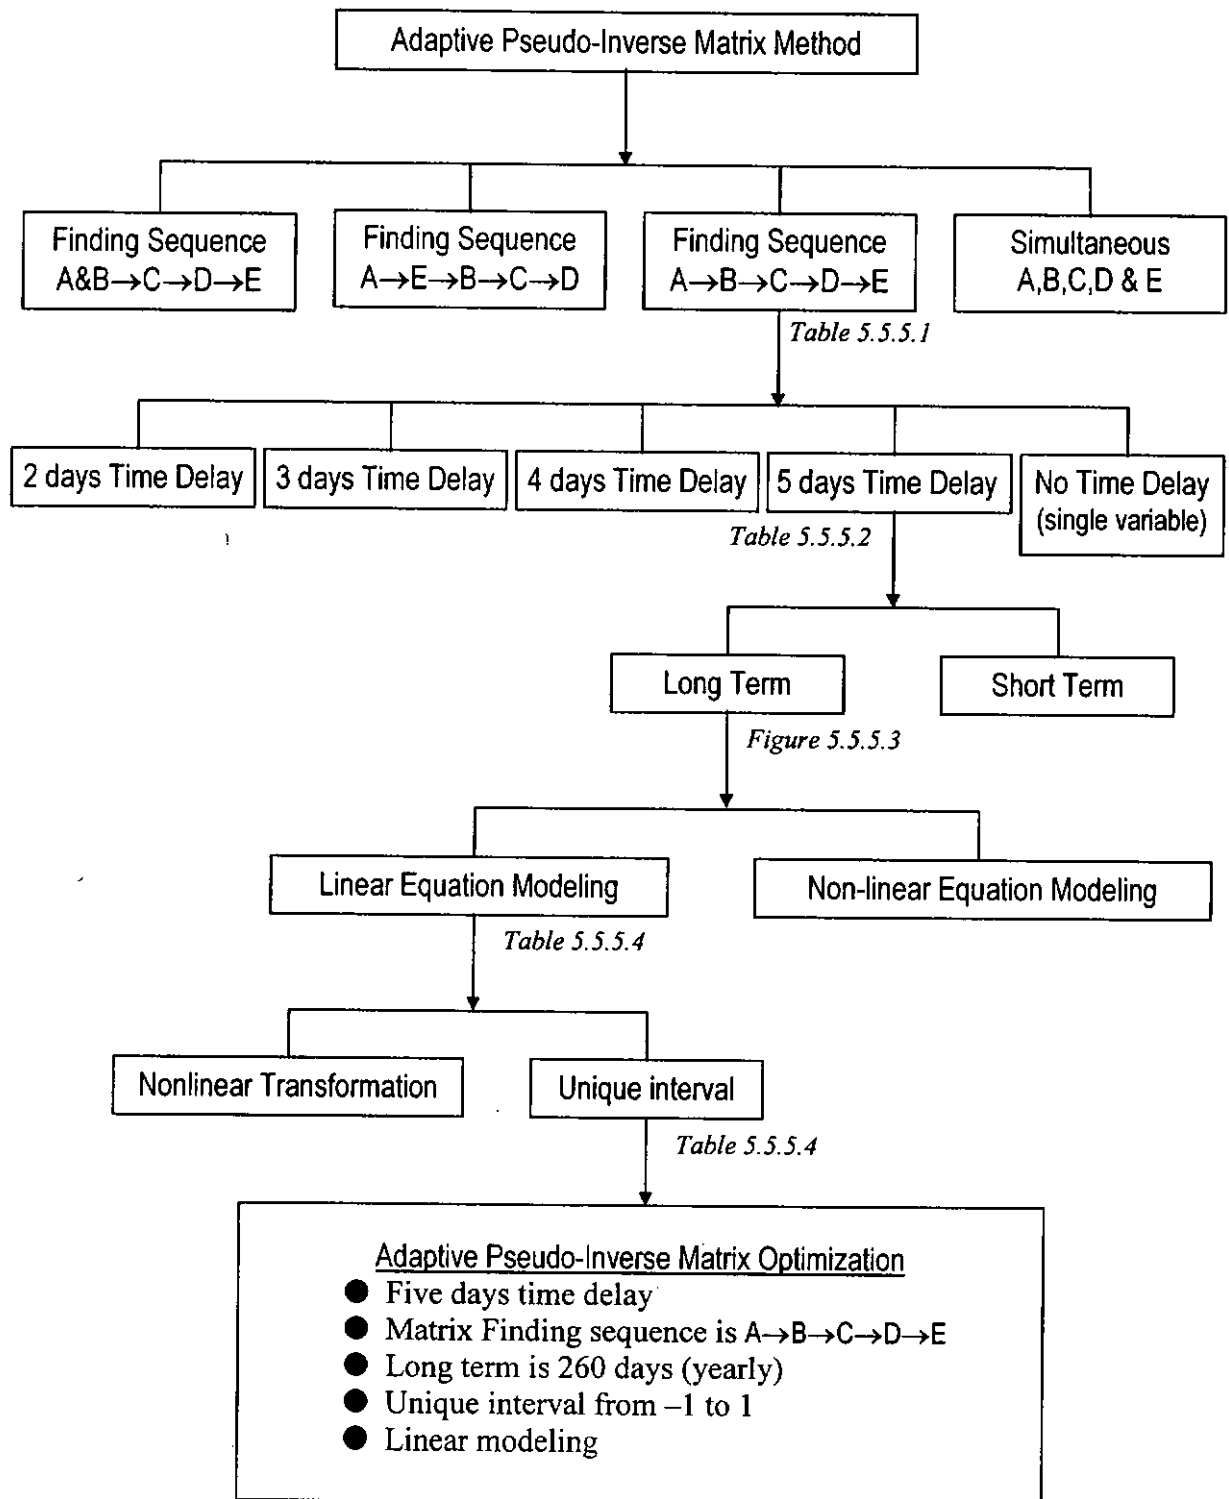 Adaptive Pseudo-Inverse Matrix Method
Finding Sequence
A&B→C→D→E
Finding Sequence
A→E→B→C→D
Finding Sequence
A→B→C→D→E
Simultaneous
A,B,C,D & E
Table 5.5.5.1
2 days Time Delay
3 days Time Delay
4 days Time Delay
5 days Time Delay
No Time Delay
(single variable)
Table 5.5.5.2
Long Term
Short Term
Figure 5.5.5.3
Linear Equation Modeling
Non-linear Equation Modeling
Table 5.5.5.4
Nonlinear Transformation
Unique interval
Table 5.5.5.4
Adaptive Pseudo-Inverse Matrix Optimization
● Five days time delay
● Matrix Finding sequence is A→B→C→D→E
● Long term is 260 days (yearly)
● Unique interval from –1 to 1
● Linear modeling